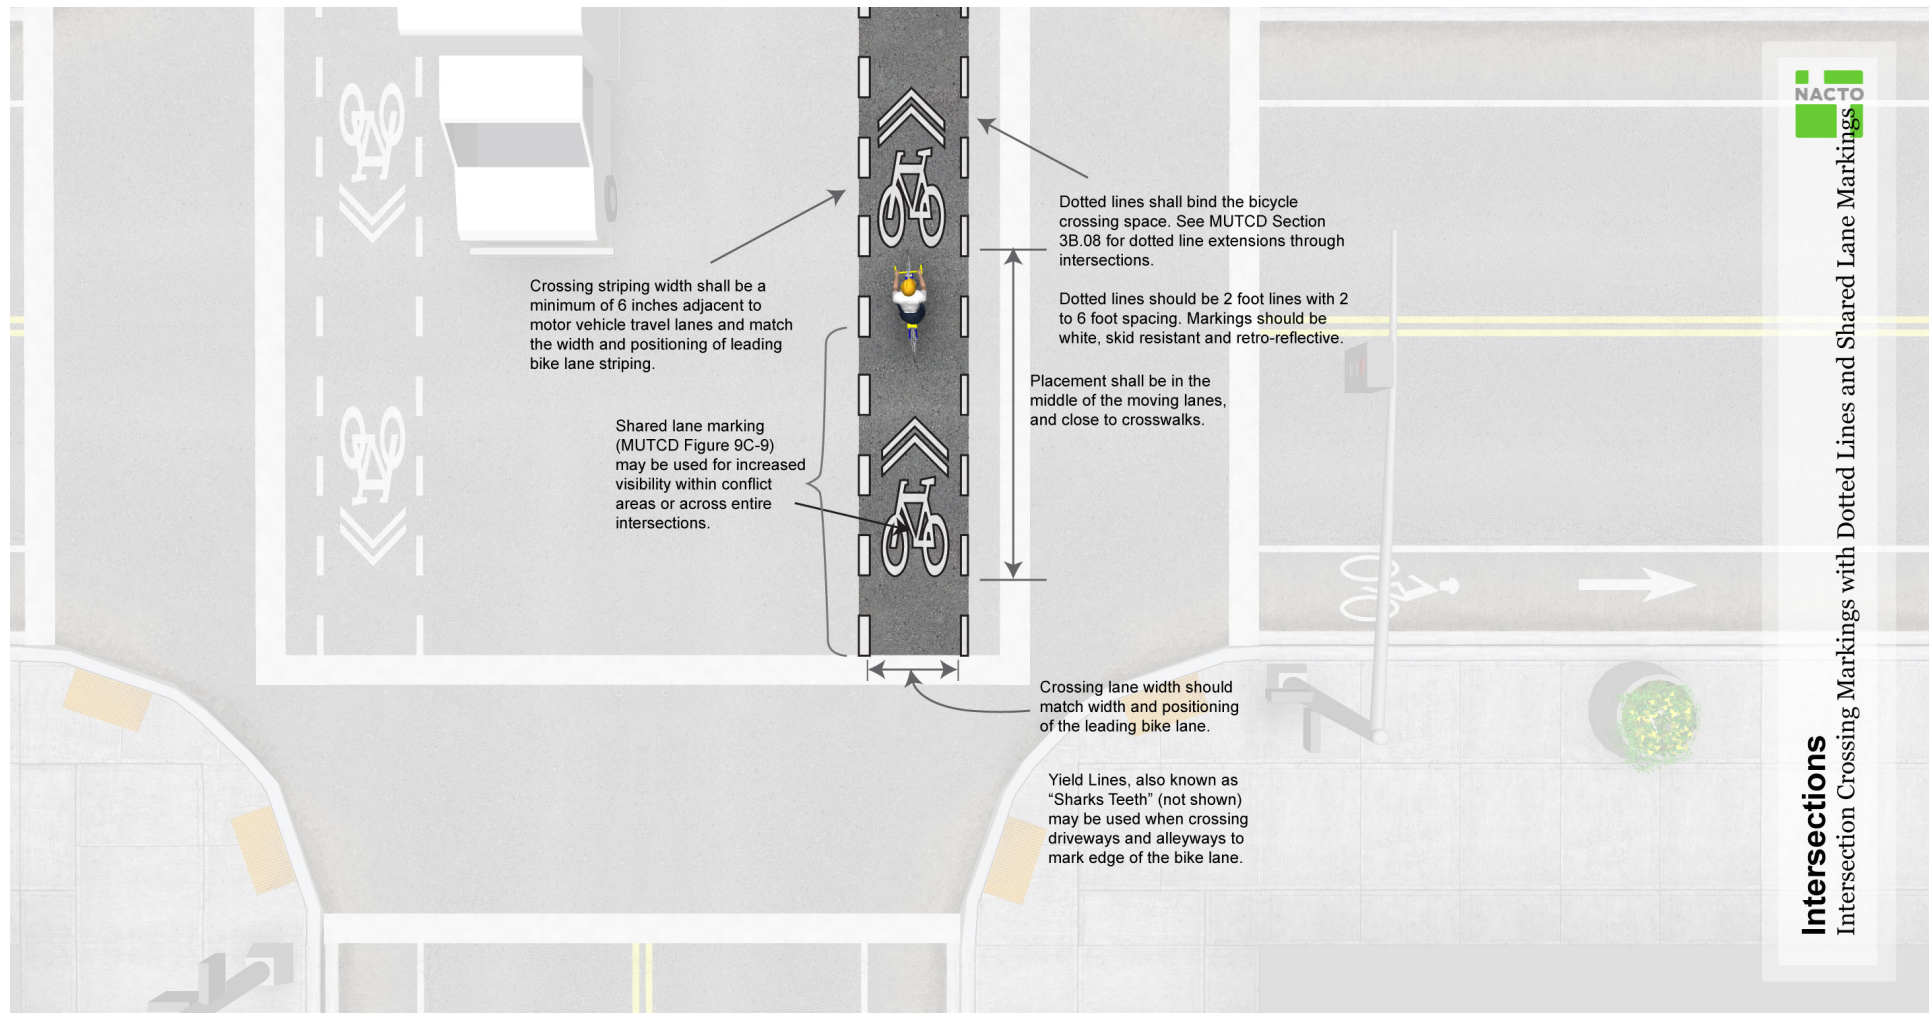 NACTO
Intersections
Intersection Crossing Markings with Dotted Lines and Shared Lane Markings
Dotted lines shall bind the bicycle
crossing space. See MUTCD Section
3B.08 for dotted line extensions through
intersections.
Dotted lines should be 2 foot lines with 2
to 6 foot spacing. Markings should be
white, skid resistant and retro-reflective.
Crossing striping width shall be a
minimum of 6 inches adjacent to
motor vehicle travel lanes and match
the width and positioning of leading
bike lane striping.
Placement shall be in the
middle of the moving lanes,
and close to crosswalks.
Shared lane marking
(MUTCD Figure 9C-9)
may be used for increased
visibility within conflict
areas or across entire
intersections.
Crossing lane width should
match width and positioning
of the leading bike lane.
Yield Lines, also known as
“Sharks Teeth” (not shown)
may be used when crossing
driveways and alleyways to
mark edge of the bike lane.